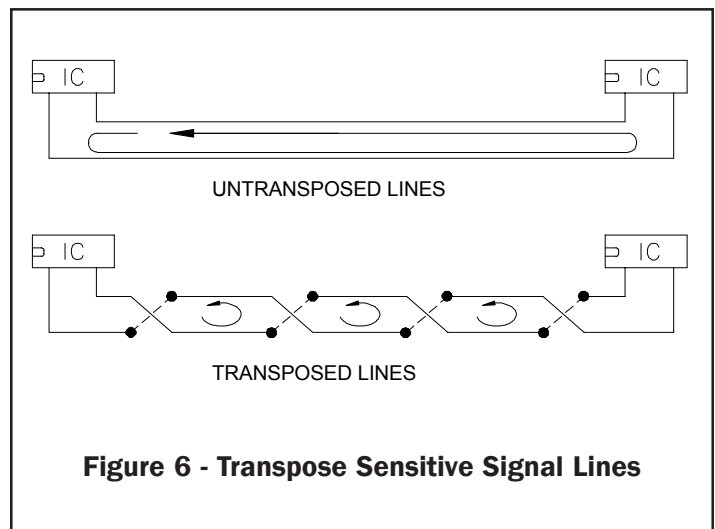 IC IC
UNTRANSPOSED LINES
IC IC
TRANSPOSED LINES
Figure 6 - Transpose Sensitive Signal Lines